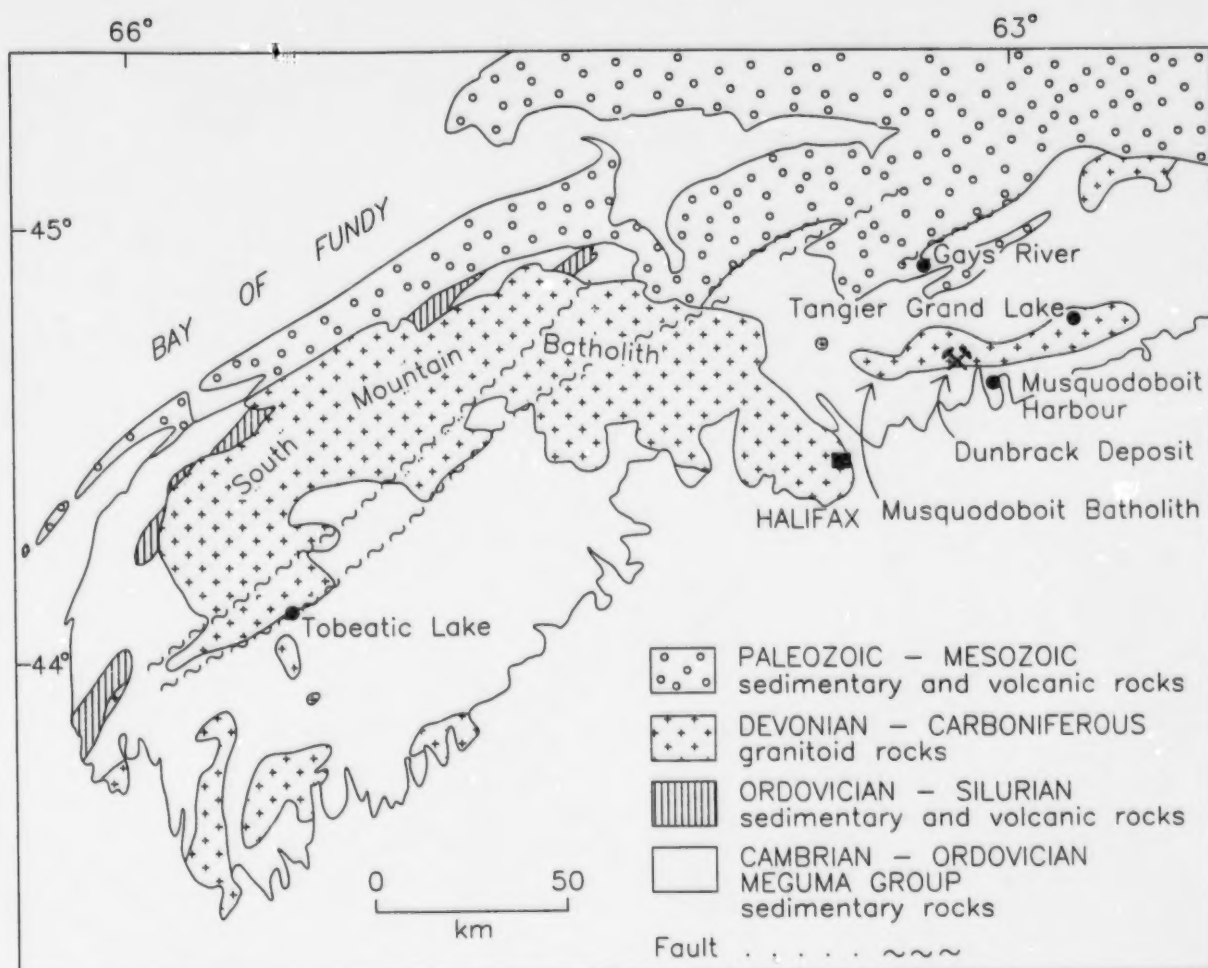 66°
63°
45°
44°
BAY OF FUNDY
South Mountain Batholith
Gays River
Tangier Grand Lake
Musquodoboit
Harbour
Dunbrack Deposit
Musquodoboit Batholith
HALIFAX
Tobeatic Lake
PALEOZOIC – MESOZOIC
sedimentary and volcanic rocks
DEVONIAN – CARBONIFEROUS
granitoid rocks
ORDOVICIAN – SILURIAN
sedimentary and volcanic rocks
CAMBRIAN – ORDOVICIAN
MEGUMA GROUP
sedimentary rocks
Fault . . . . . ~~~
0 50
km